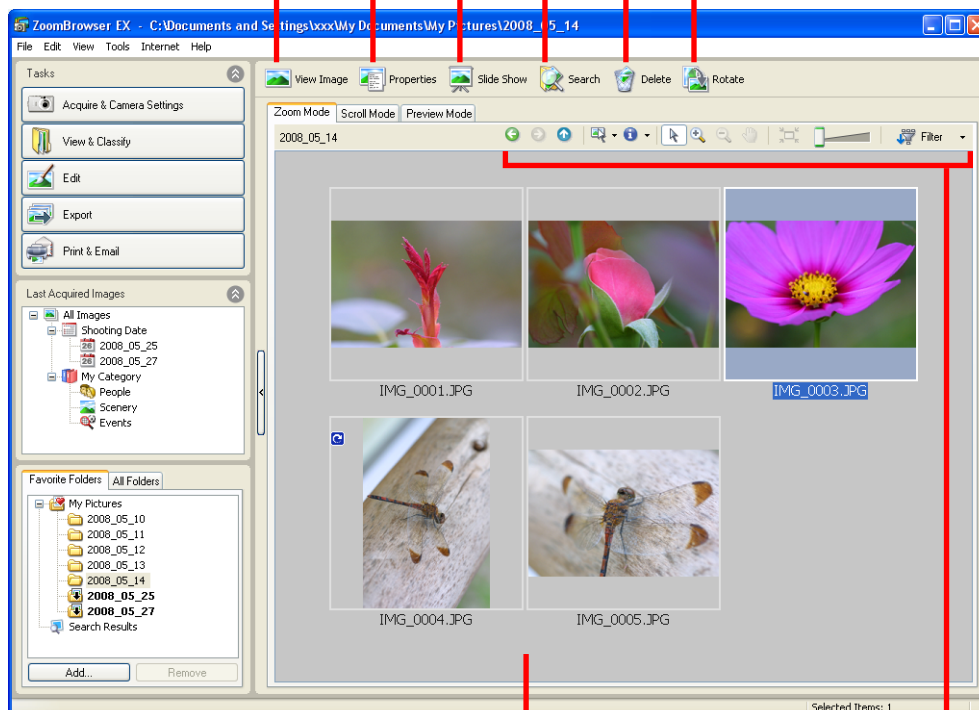 ZoomBrowser EX - C:\Documents and Settings\xxx\My Documents\My Pictures\2008_05_14
File Edit View Tools Internet Help
Tasks
Acquire & Camera Settings
View & Classify
Edit
Export
Print & Email
Last Acquired Images
All Images
Shooting Date
26 2008_05_25
26 2008_05_27
My Category
People
Scenery
Events
Favorite Folders All Folders
My Pictures
2008_05_10
2008_05_11
2008_05_12
2008_05_13
2008_05_14
2008_05_25
2008_05_27
Search Results
Add... Remove
View Image Properties Slide Show Search Delete Rotate
Zoom Mode Scroll Mode Preview Mode
2008_05_14 Filter
IMG_0001.JPG IMG_0002.JPG IMG_0003.JPG
IMG_0004.JPG IMG_0005.JPG
Selected Items: 1